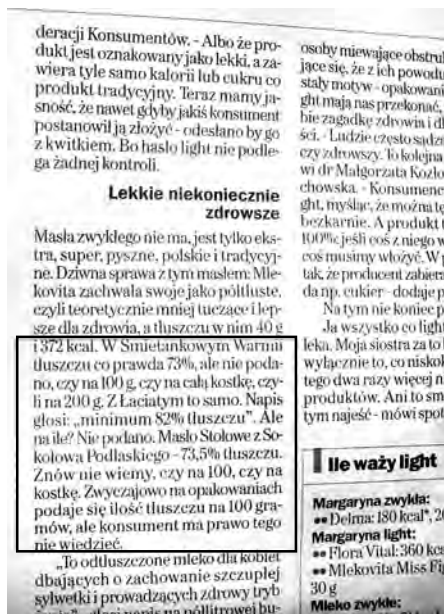 deracji Konsumentów. - Albo że pro-
dukt jest oznakowany jako lekki, a za-
wiera tyle samo kalorii lub cukru co
produkt tradycyjny. Teraz mamy ja-
sność, że nawet gdyby jakiś konsument
postanowił ją złożyć - odesłano by go
z kwitkiem. Bo hasło light nie podle-
ga żadnej kontroli.
Lekkie niekoniecznie
zdrowsze
Masła zwykłego nie ma, jest tylko eks-
tra, super, pyszne, polskie i tradycyj-
ne. Dziwna sprawa z tym masłem: Mle-
kovita zachwala swoje jako półtłuste,
czyli teoretycznie mniej tuczące i lep-
sze dla zdrowia, a tłuszczu w nim 40 g
i 372 kcal. W Śmietankowym Warmii
tłuszczu co prawda 73%, ale nie poda-
no, czy na 100 g, czy na całą kostkę, czy-
li na 200 g. Z Łaciatym to samo. Napis
głosi: „minimum 82% tłuszczu”. Ale
na ile? Nie podano. Masło Stołowe z So-
kołowa Podlaskiego - 73,5% tłuszczu.
Znów nie wiemy, czy na 100, czy na
kostkę. Zwyczajowo na opakowaniach
podaje się ilość tłuszczu na 100 gra-
mów, ale konsument ma prawo tego
nie wiedzieć.
„To odtłuszczone mleko dla kobiet
dbających o zachowanie szczupłej
sylwetki i prowadzących zdrowy tryb
głosi napis na półlitrowej bu-
osoby miewające obstruk
jące się, że z ich powodu
stały motyw - opakowani
ght mają nas przekonać,
bie zagadkę zdrowia i dł
ści. - Ludzie często sądzą
czy zdrowszy. To kolejna
wi dr Małgorzata Kozło
chowska. - Konsumenc
ght, myśląc, że można tę
bezkarnie. A produkt t
100%: jeśli coś z niego w
coś musimy włożyć. W p
tak, że producent zabiera
da np. cukier - dodaje p
Na tym nie koniec p
Ja wszystko co light
leka. Moja siostra za to
wyłącznie to, co niskok
tego dwa razy więcej n
produktów. Ani to sm
tym najeść - mówi spot
Ile waży light
Margaryna zwykła:
•• Delma: 180 kcal*, 20
Margaryna light:
•• Flora Vital: 360 kca
•• Mlekovita Miss Fi
30 g
Mleko zwykłe: